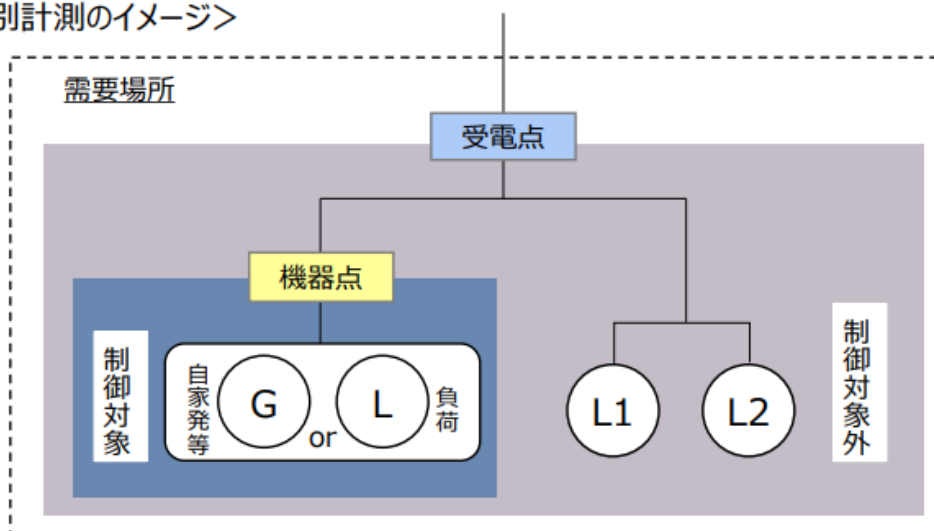 別計測のイメージ＞
需要場所
受電点
機器点
制御対象
自家発等
G
or
L
負荷
L1
L2
制御対象外